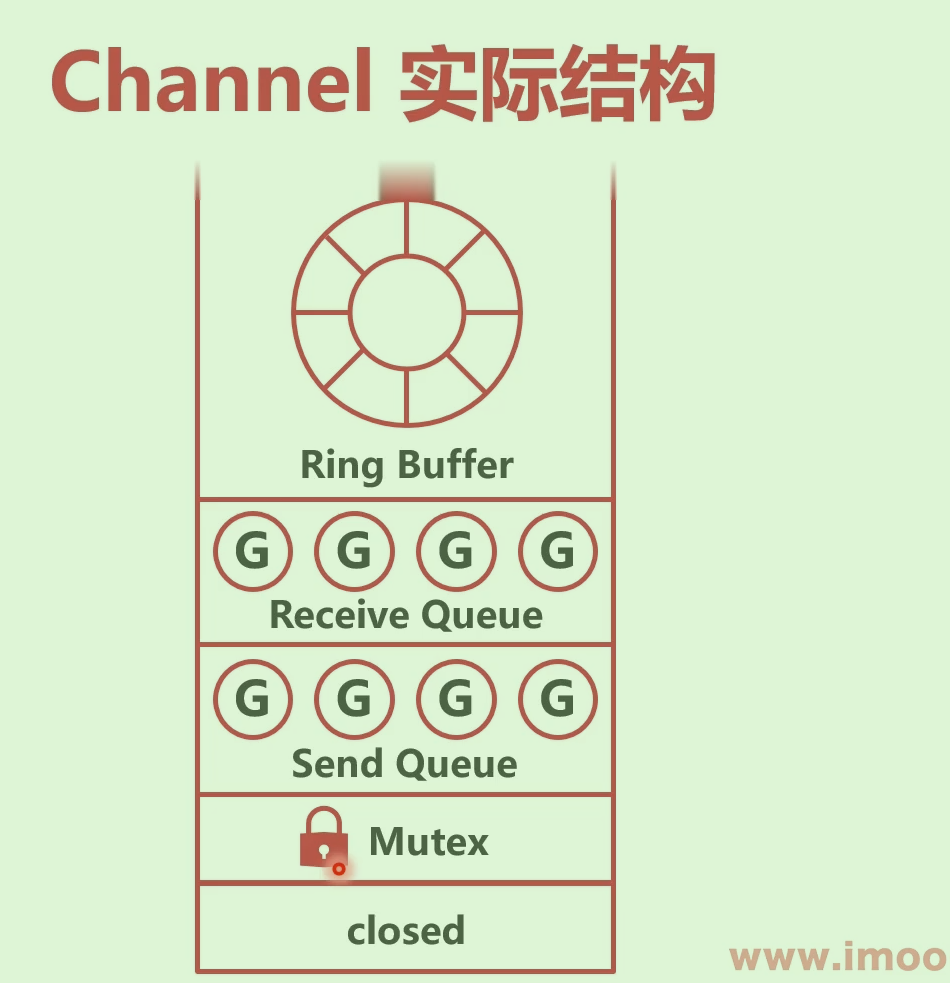 Channel 实际结构
Ring Buffer
G G G G
Receive Queue
G G G G
Send Queue
Mutex
closed
www.imoo